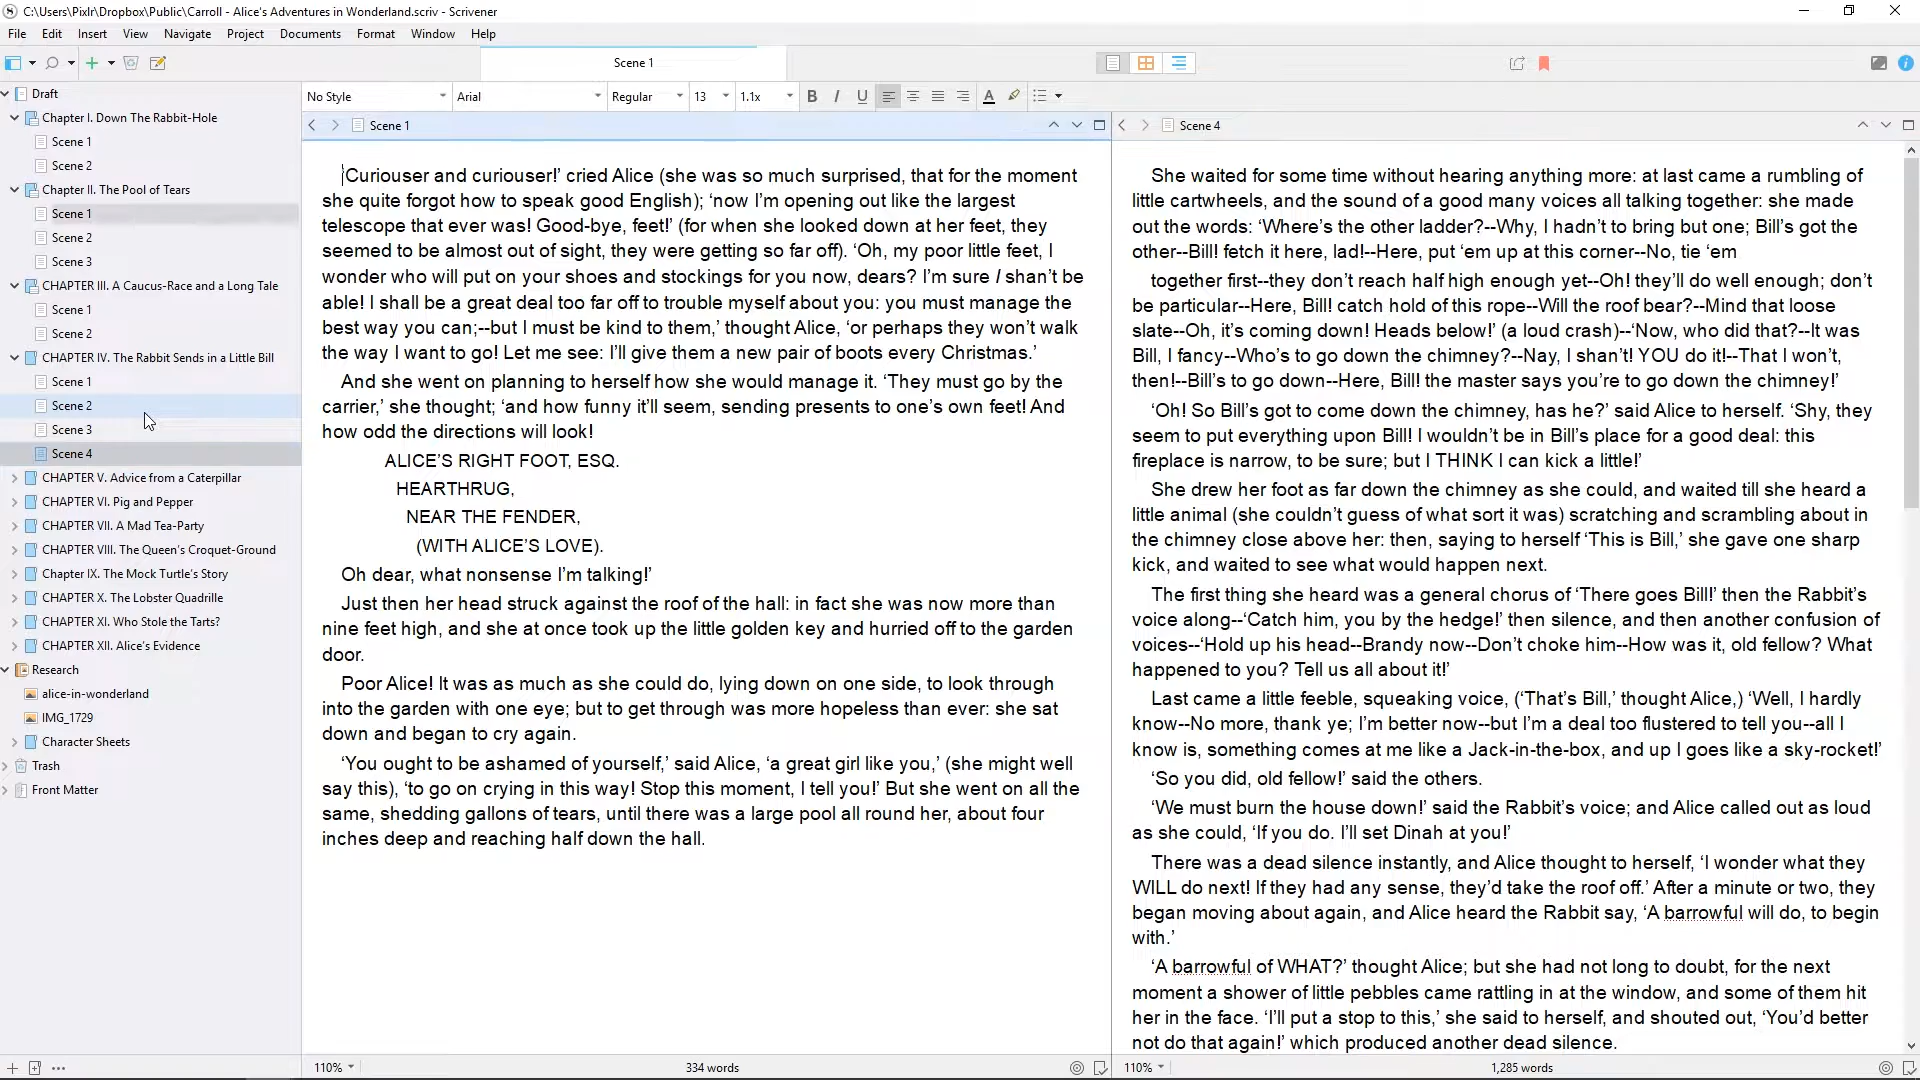 C:\Users\Pixlr\Dropbox\Public\Carroll - Alice's Adventures in Wonderland.scriv - Scrivener
File Edit Insert View Navigate Project Documents Format Window Help
Scene 1
No Style Arial Regular 13 1.1x B I U A
Draft
Chapter I. Down The Rabbit-Hole
Scene 1
Scene 2
Chapter II. The Pool of Tears
Scene 1
Scene 2
Scene 3
CHAPTER III. A Caucus-Race and a Long Tale
Scene 1
Scene 2
CHAPTER IV. The Rabbit Sends in a Little Bill
Scene 1
Scene 2
Scene 3
Scene 4
CHAPTER V. Advice from a Caterpillar
CHAPTER VI. Pig and Pepper
CHAPTER VII. A Mad Tea-Party
CHAPTER VIII. The Queen's Croquet-Ground
Chapter IX. The Mock Turtle's Story
CHAPTER X. The Lobster Quadrille
CHAPTER XI. Who Stole the Tarts?
CHAPTER XII. Alice's Evidence
Research
alice-in-wonderland
IMG_1729
Character Sheets
Trash
Front Matter
Scene 1
‘Curiouser and curiouser!’ cried Alice (she was so much surprised, that for the moment
she quite forgot how to speak good English); ‘now I’m opening out like the largest
telescope that ever was! Good-bye, feet!’ (for when she looked down at her feet, they
seemed to be almost out of sight, they were getting so far off). ‘Oh, my poor little feet, I
wonder who will put on your shoes and stockings for you now, dears? I’m sure I shan’t be
able! I shall be a great deal too far off to trouble myself about you: you must manage the
best way you can;--but I must be kind to them,’ thought Alice, ‘or perhaps they won’t walk
the way I want to go! Let me see: I’ll give them a new pair of boots every Christmas.’
And she went on planning to herself how she would manage it. ‘They must go by the
carrier,’ she thought; ‘and how funny it’ll seem, sending presents to one’s own feet! And
how odd the directions will look!
ALICE’S RIGHT FOOT, ESQ.
HEARTHRUG,
NEAR THE FENDER,
(WITH ALICE’S LOVE).
Oh dear, what nonsense I’m talking!’
Just then her head struck against the roof of the hall: in fact she was now more than
nine feet high, and she at once took up the little golden key and hurried off to the garden
door.
Poor Alice! It was as much as she could do, lying down on one side, to look through
into the garden with one eye; but to get through was more hopeless than ever: she sat
down and began to cry again.
‘You ought to be ashamed of yourself,’ said Alice, ‘a great girl like you,’ (she might well
say this), ‘to go on crying in this way! Stop this moment, I tell you!’ But she went on all the
same, shedding gallons of tears, until there was a large pool all round her, about four
inches deep and reaching half down the hall.
110% 334 words
Scene 4
She waited for some time without hearing anything more: at last came a rumbling of
little cartwheels, and the sound of a good many voices all talking together: she made
out the words: ‘Where’s the other ladder?--Why, I hadn’t to bring but one; Bill’s got the
other--Bill! fetch it here, lad!--Here, put ‘em up at this corner--No, tie ‘em
together first--they don’t reach half high enough yet--Oh! they’ll do well enough; don’t
be particular--Here, Bill! catch hold of this rope--Will the roof bear?--Mind that loose
slate--Oh, it’s coming down! Heads below!’ (a loud crash)--‘Now, who did that?--It was
Bill, I fancy--Who’s to go down the chimney?--Nay, I shan’t! YOU do it!--That I won’t,
then!--Bill’s to go down--Here, Bill! the master says you’re to go down the chimney!’
‘Oh! So Bill’s got to come down the chimney, has he?’ said Alice to herself. ‘Shy, they
seem to put everything upon Bill! I wouldn’t be in Bill’s place for a good deal: this
fireplace is narrow, to be sure; but I THINK I can kick a little!’
She drew her foot as far down the chimney as she could, and waited till she heard a
little animal (she couldn’t guess of what sort it was) scratching and scrambling about in
the chimney close above her: then, saying to herself ‘This is Bill,’ she gave one sharp
kick, and waited to see what would happen next.
The first thing she heard was a general chorus of ‘There goes Bill!’ then the Rabbit’s
voice along--‘Catch him, you by the hedge!’ then silence, and then another confusion of
voices--‘Hold up his head--Brandy now--Don’t choke him--How was it, old fellow? What
happened to you? Tell us all about it!’
Last came a little feeble, squeaking voice, (‘That’s Bill,’ thought Alice,) ‘Well, I hardly
know--No more, thank ye; I’m better now--but I’m a deal too flustered to tell you--all I
know is, something comes at me like a Jack-in-the-box, and up I goes like a sky-rocket!’
‘So you did, old fellow!’ said the others.
‘We must burn the house down!’ said the Rabbit’s voice; and Alice called out as loud
as she could, ‘If you do. I’ll set Dinah at you!’
There was a dead silence instantly, and Alice thought to herself, ‘I wonder what they
WILL do next! If they had any sense, they’d take the roof off.’ After a minute or two, they
began moving about again, and Alice heard the Rabbit say, ‘A barrowful will do, to begin
with.’
‘A barrowful of WHAT?’ thought Alice; but she had not long to doubt, for the next
moment a shower of little pebbles came rattling in at the window, and some of them hit
her in the face. ‘I’ll put a stop to this,’ she said to herself, and shouted out, ‘You’d better
not do that again!’ which produced another dead silence.
110% 1,285 words